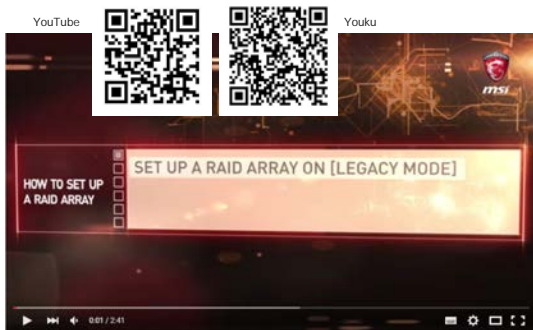 YouTube
Youku
msi
SET UP A RAID ARRAY ON [LEGACY MODE]
HOW TO SET UP
A RAID ARRAY
0:01 / 2:41